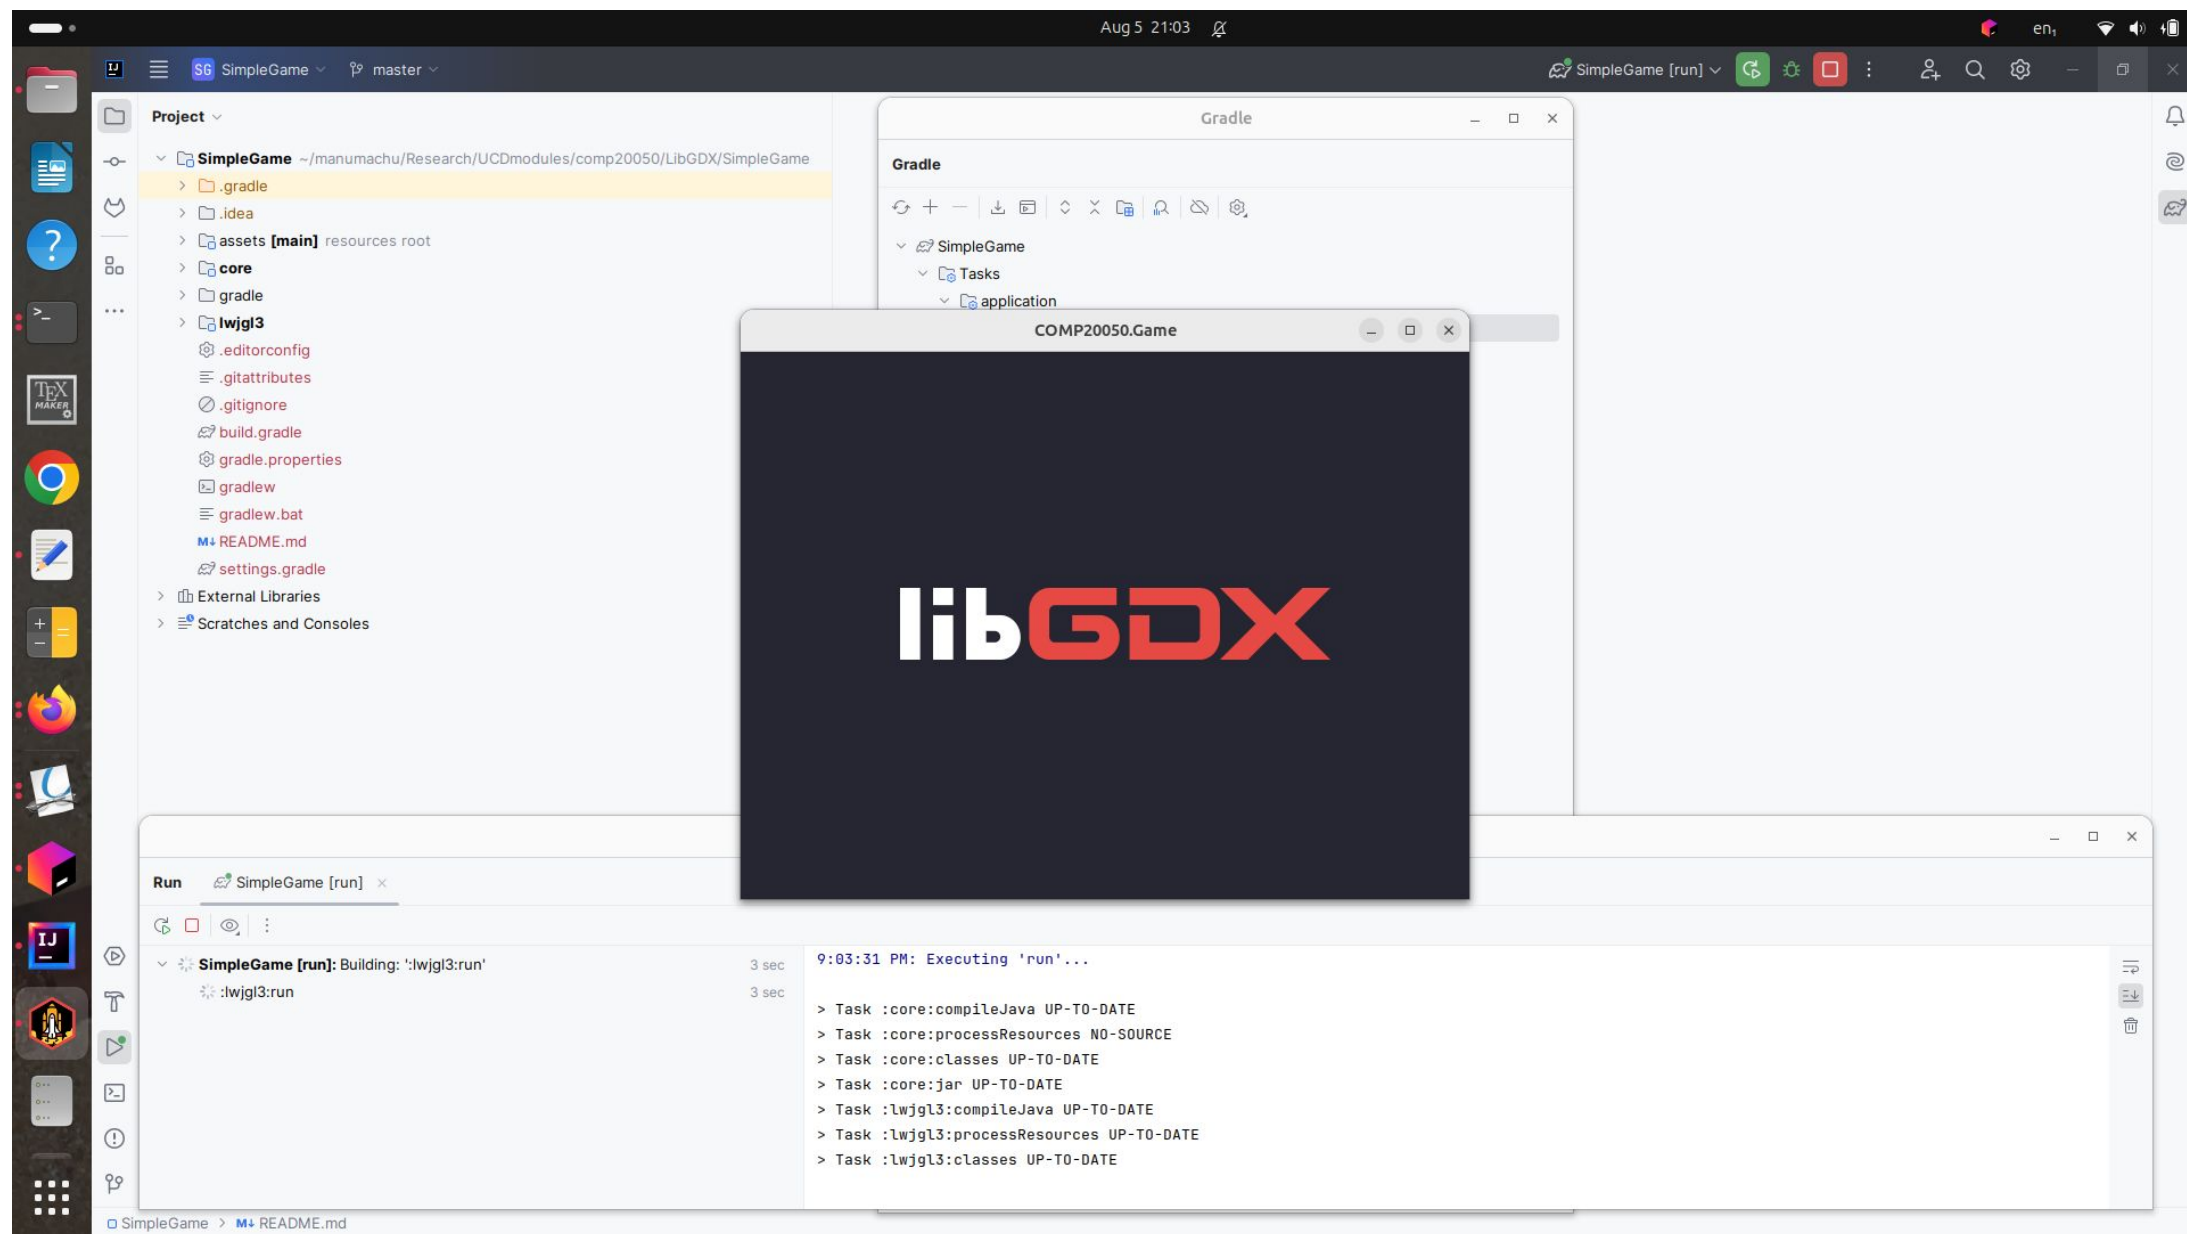 Aug 5 21:03
en₁
SG SimpleGame
master
SimpleGame [run]
Project
SimpleGame ~/manumachu/Research/UCDmodules/comp20050/LibGDX/SimpleGame
.gradle
.idea
assets [main] resources root
core
gradle
lwjgl3
.editorconfig
.gitattributes
.gitignore
build.gradle
gradle.properties
gradlew
gradlew.bat
M↓ README.md
settings.gradle
External Libraries
Scratches and Consoles
Gradle
Gradle
SimpleGame
Tasks
application
COMP20050.Game
libGDX
TEX
MAKER
IJ
IJ
Run
SimpleGame [run]
SimpleGame [run]: Building: ':lwjgl3:run' 3 sec
:lwjgl3:run 3 sec
9:03:31 PM: Executing 'run'...
> Task :core:compileJava UP-TO-DATE
> Task :core:processResources NO-SOURCE
> Task :core:classes UP-TO-DATE
> Task :core:jar UP-TO-DATE
> Task :lwjgl3:compileJava UP-TO-DATE
> Task :lwjgl3:processResources UP-TO-DATE
> Task :lwjgl3:classes UP-TO-DATE
SimpleGame > M↓ README.md